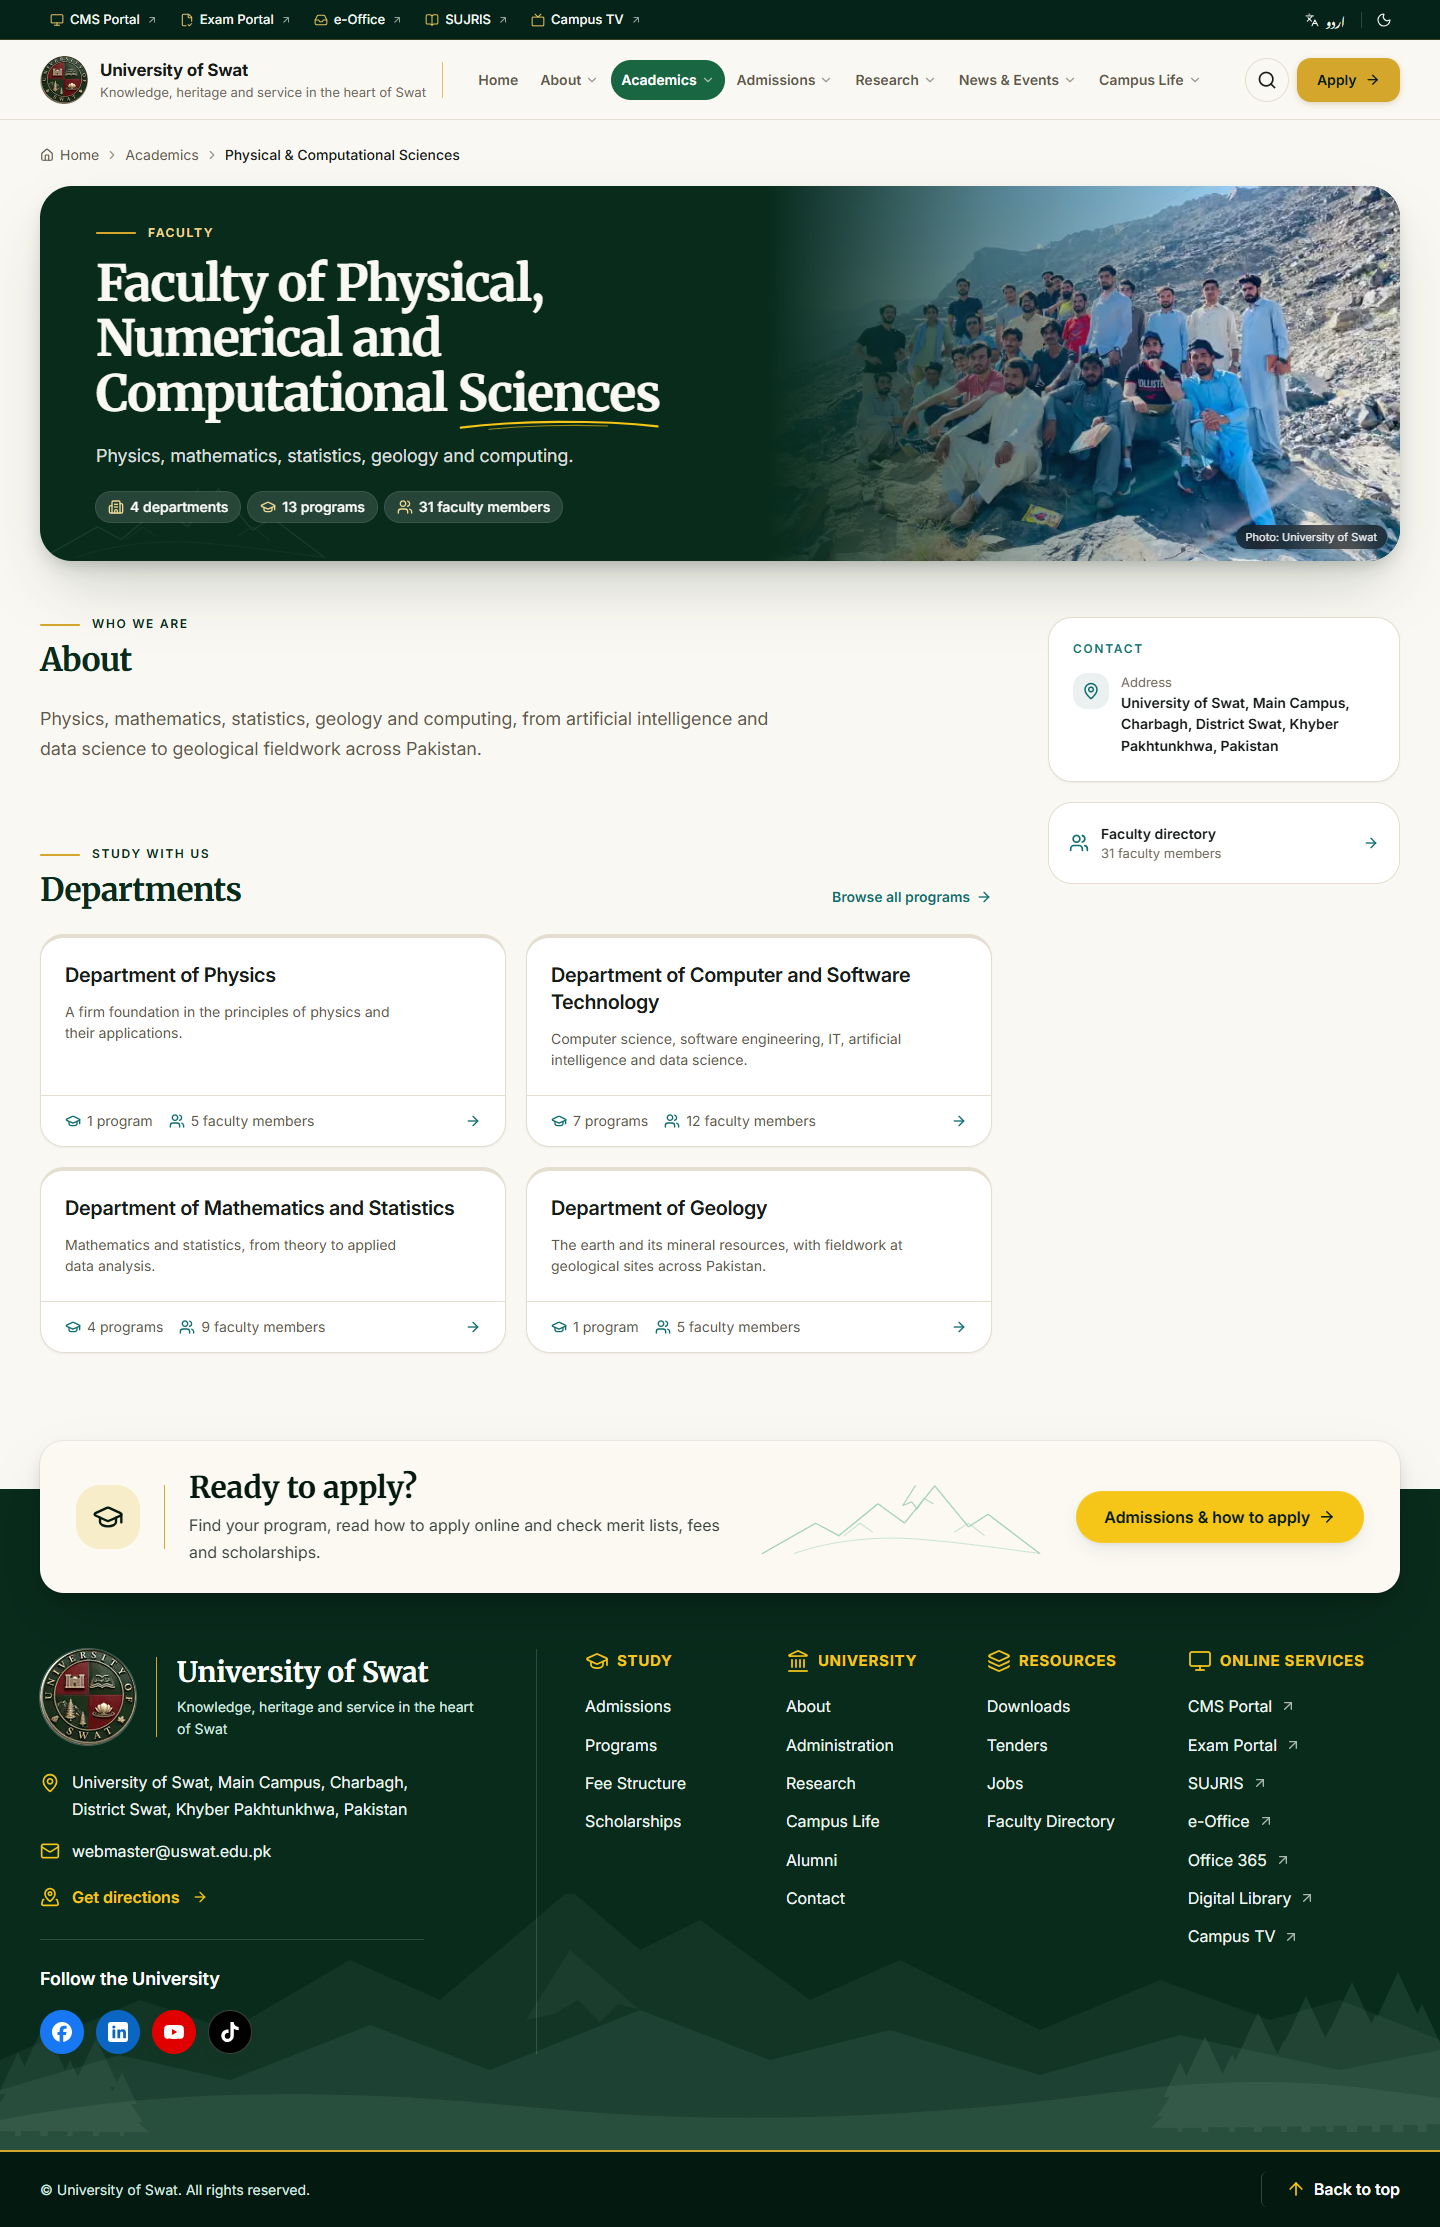 CMS Portal
Exam Portal
e-Office
SUJRIS
Campus TV
اردو
University of Swat
Knowledge, heritage and service in the heart of Swat
Home
About
Academics
Admissions
Research
News & Events
Campus Life
Apply
Home
Academics
Physical & Computational Sciences
FACULTY
Faculty of Physical,
Numerical and
Computational Sciences
Physics, mathematics, statistics, geology and computing.
4 departments
13 programs
31 faculty members
Photo: University of Swat
WHO WE ARE
About
Physics, mathematics, statistics, geology and computing, from artificial intelligence and
data science to geological fieldwork across Pakistan.
CONTACT
Address
University of Swat, Main Campus,
Charbagh, District Swat, Khyber
Pakhtunkhwa, Pakistan
Faculty directory
31 faculty members
STUDY WITH US
Departments
Browse all programs
Department of Physics
A firm foundation in the principles of physics and
their applications.
1 program
5 faculty members
Department of Computer and Software
Technology
Computer science, software engineering, IT, artificial
intelligence and data science.
7 programs
12 faculty members
Department of Mathematics and Statistics
Mathematics and statistics, from theory to applied
data analysis.
4 programs
9 faculty members
Department of Geology
The earth and its mineral resources, with fieldwork at
geological sites across Pakistan.
1 program
5 faculty members
Ready to apply?
Find your program, read how to apply online and check merit lists, fees
and scholarships.
Admissions & how to apply
UNIVERSITY OF
SWAT
University of Swat
Knowledge, heritage and service in the heart
of Swat
University of Swat, Main Campus, Charbagh,
District Swat, Khyber Pakhtunkhwa, Pakistan
webmaster@uswat.edu.pk
Get directions
Follow the University
STUDY
Admissions
Programs
Fee Structure
Scholarships
UNIVERSITY
About
Administration
Research
Campus Life
Alumni
Contact
RESOURCES
Downloads
Tenders
Jobs
Faculty Directory
ONLINE SERVICES
CMS Portal
Exam Portal
SUJRIS
e-Office
Office 365
Digital Library
Campus TV
© University of Swat. All rights reserved.
Back to top